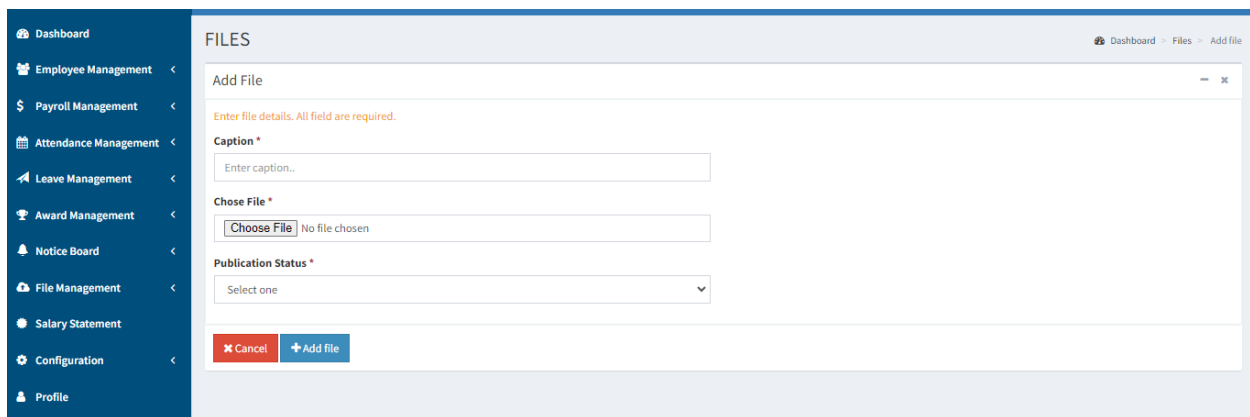 Dashboard
Employee Management
Payroll Management
Attendance Management
Leave Management
Award Management
Notice Board
File Management
Salary Statement
Configuration
Profile
FILES
Dashboard > Files > Add file
Add File
Enter file details. All field are required.
Caption *
Enter caption..
Chose File *
Choose File No file chosen
Publication Status *
Select one
Cancel
Add file